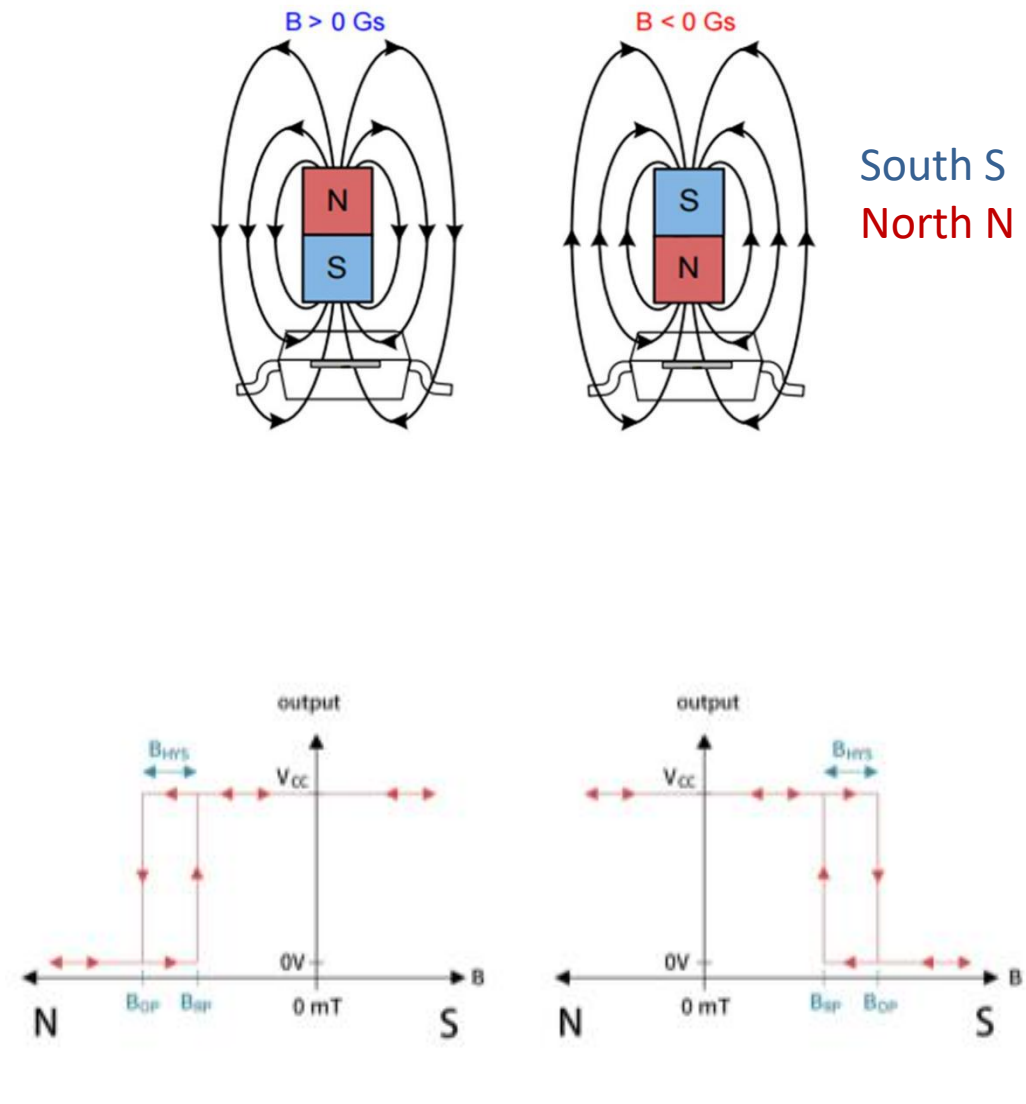 B > 0 Gs
B < 0 Gs
N
S
S
N
South S
North N
output
BHYS
VCC
0V
B
BOP
BRP
0 mT
N
S
output
BHYS
VCC
0V
B
BRP
BOP
0 mT
N
S